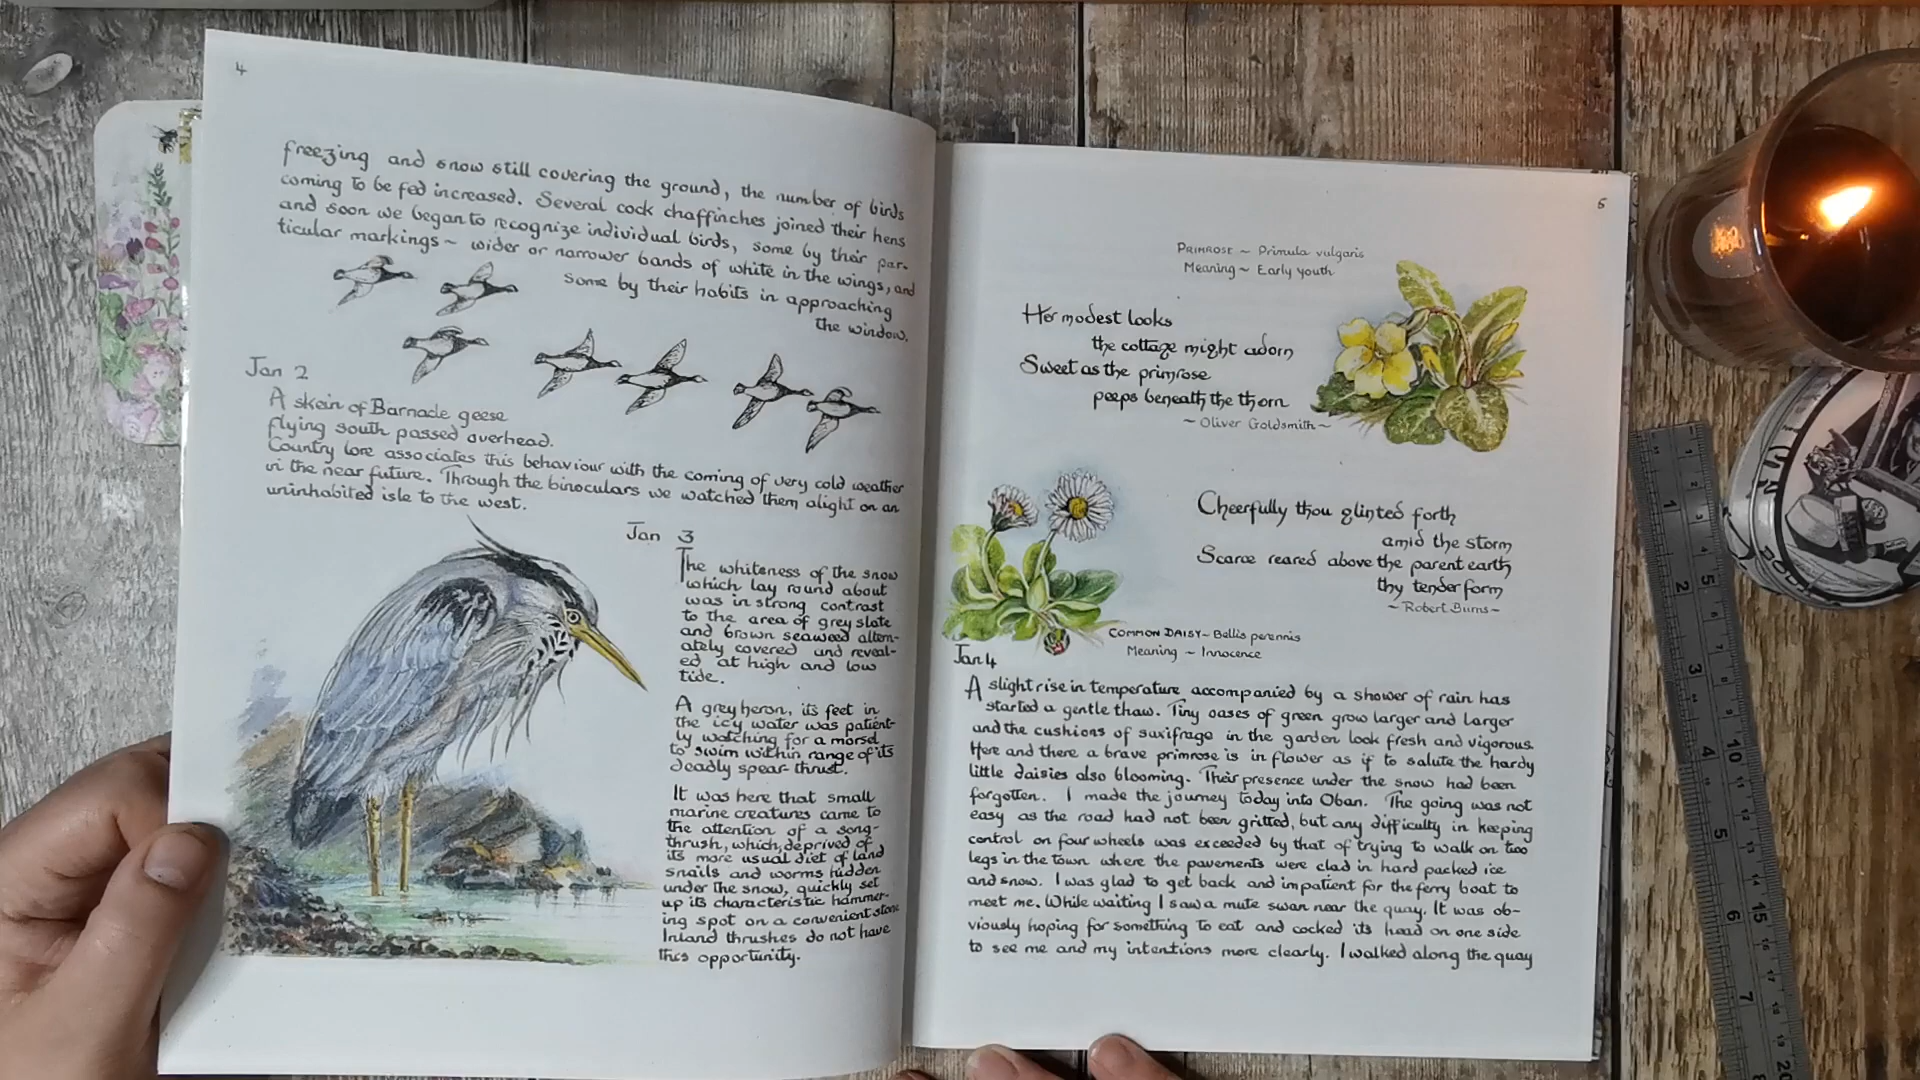 4
freezing and snow still covering the ground, the number of birds
coming to be fed increased. Several cock chaffinches joined their hens
and soon we began to recognize individual birds, some by their par-
ticular markings ~ wider or narrower bands of white in the wings, and
some by their habits in approaching
the window.
Jan 2
A skein of Barnacle geese
flying south passed overhead.
Country lore associates this behaviour with the coming of very cold weather
in the near future. Through the binoculars we watched them alight on an
uninhabited isle to the west.
Jan 3
The whiteness of the snow
which lay round about
was in strong contrast
to the area of grey slate
and brown seaweed altern-
ately covered and reveal-
ed at high and low
tide.
A grey heron, its feet in
the icy water was patient-
ly watching for a morsel
to swim within range of its
deadly spear-thrust.
It was here that small
marine creatures came to
the attention of a song-
thrush, which, deprived of
its more usual diet of land
snails and worms hidden
under the snow, quickly set
up its characteristic hammer-
ing spot on a convenient stone
Inland thrushes do not have
this opportunity.
5
PRIMROSE ~ Primula vulgaris
Meaning ~ Early youth
Her modest looks
the cottage might adorn
Sweet as the primrose
peeps beneath the thorn
~ Oliver Goldsmith ~
Cheerfully thou glinted forth
amid the storm
Scarce reared above the parent earth
thy tender form
~ Robert Burns ~
COMMON DAISY ~ Bellis perennis
Meaning ~ Innocence
Jan 4
A slight rise in temperature accompanied by a shower of rain has
started a gentle thaw. Tiny oases of green grow larger and larger
and the cushions of saxifrage in the garden look fresh and vigorous.
Here and there a brave primrose is in flower as if to salute the hardy
little daisies also blooming. Their presence under the snow had been
forgotten. I made the journey today into Oban. The going was not
easy as the road had not been gritted, but any difficulty in keeping
control on four wheels was exceeded by that of trying to walk on two
legs in the town where the pavements were clad in hard packed ice
and snow. I was glad to get back and impatient for the ferry boat to
meet me. While waiting I saw a mute swan near the quay. It was ob-
viously hoping for something to eat and cocked its head on one side
to see me and my intentions more clearly. I walked along the quay
1
2
3
4
5
6
7
5
10
15
20